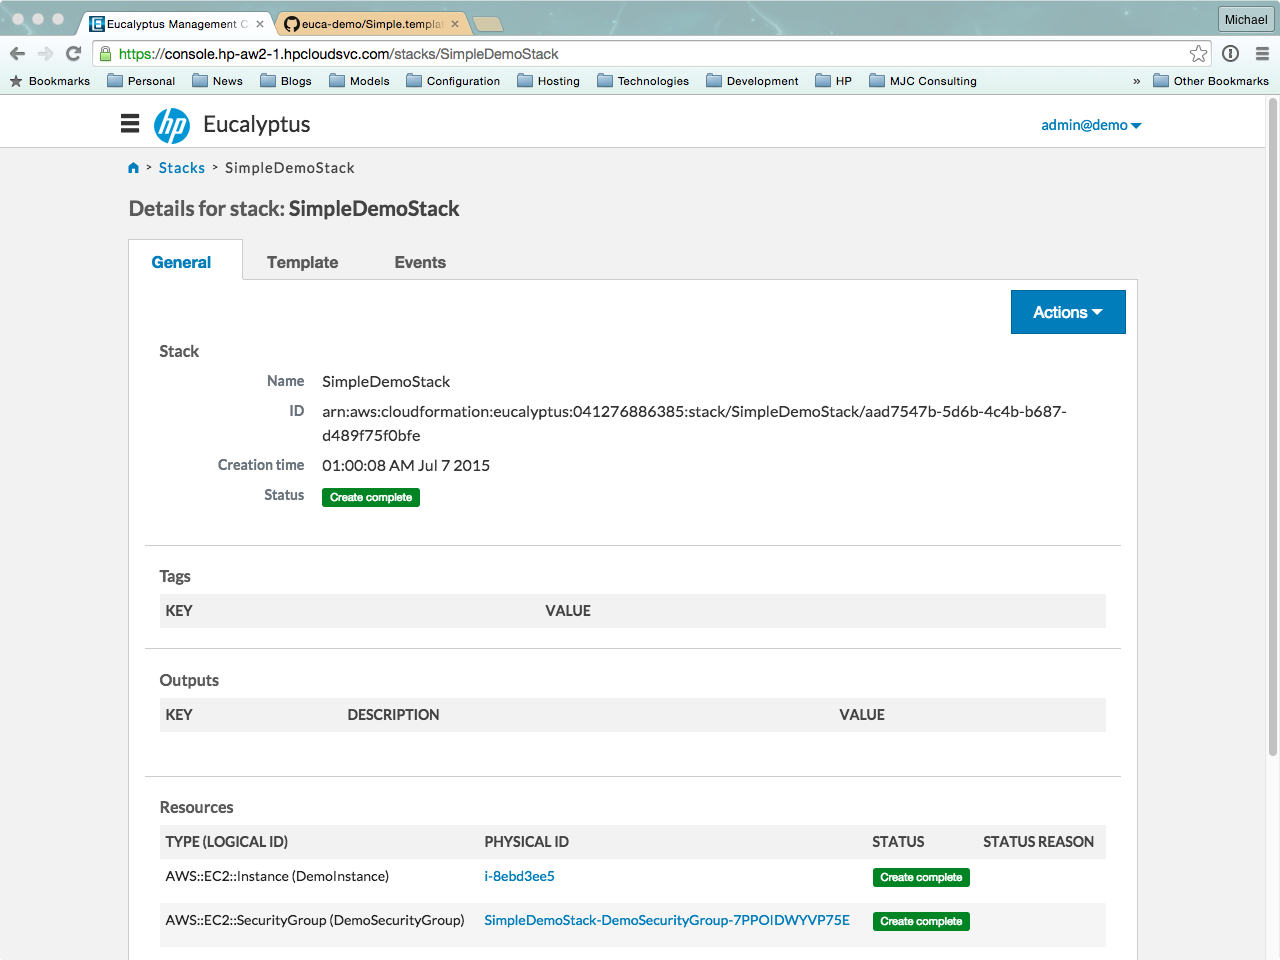 Eucalyptus Management C
euca-demo/Simple.templat
Michael
https://console.hp-aw2-1.hpcloudsvc.com/stacks/SimpleDemoStack
Bookmarks Personal News Blogs Models Configuration Hosting Technologies Development HP MJC Consulting » Other Bookmarks
hp Eucalyptus
admin@demo
> Stacks > SimpleDemoStack
Details for stack: SimpleDemoStack
General Template Events
Actions
Stack
Name SimpleDemoStack
ID arn:aws:cloudformation:eucalyptus:041276886385:stack/SimpleDemoStack/aad7547b-5d6b-4c4b-b687-
d489f75f0bfe
Creation time 01:00:08 AM Jul 7 2015
Status Create complete
Tags
KEY VALUE
Outputs
KEY DESCRIPTION VALUE
Resources
TYPE (LOGICAL ID) PHYSICAL ID STATUS STATUS REASON
AWS::EC2::Instance (DemoInstance) i-8ebd3ee5 Create complete
AWS::EC2::SecurityGroup (DemoSecurityGroup) SimpleDemoStack-DemoSecurityGroup-7PPOIDWYVP75E Create complete